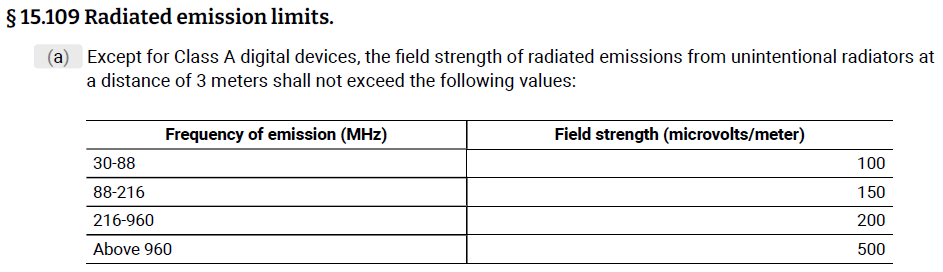 § 15.109 Radiated emission limits.
(a) Except for Class A digital devices, the field strength of radiated emissions from unintentional radiators at
a distance of 3 meters shall not exceed the following values:
Frequency of emission (MHz) Field strength (microvolts/meter)
30-88 100
88-216 150
216-960 200
Above 960 500